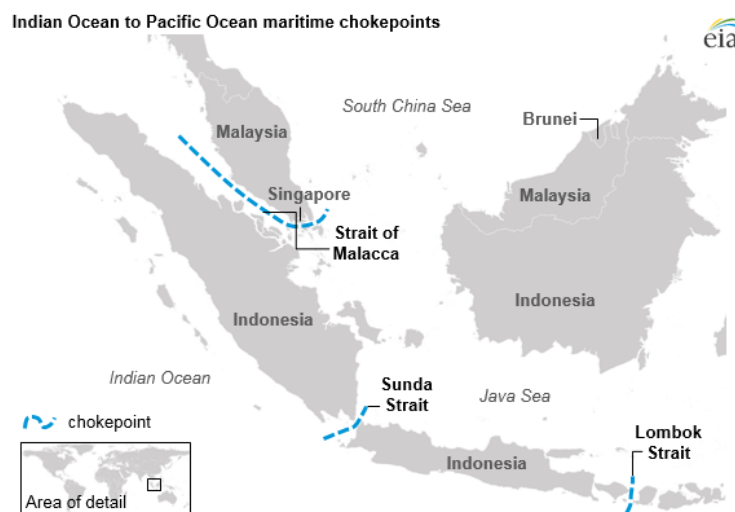 Indian Ocean to Pacific Ocean maritime chokepoints
eia
South China Sea
Brunei
Malaysia
Malaysia
Singapore
Strait of
Malacca
Indonesia
Indonesia
Indian Ocean
Sunda
Strait
Java Sea
chokepoint
Lombok
Strait
Indonesia
Area of detail